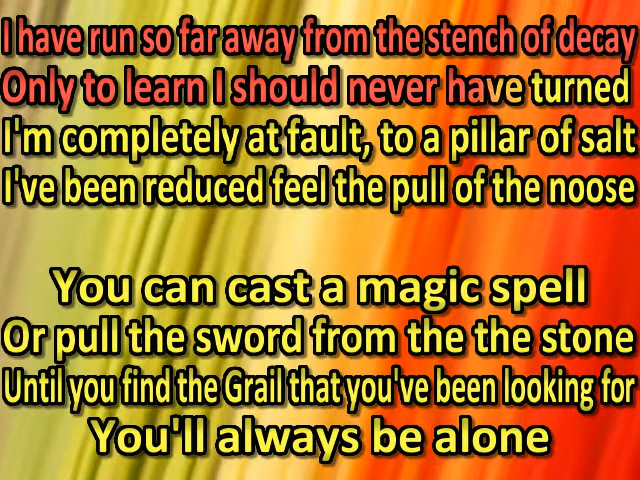 I have run so far away from the stench of decay
Only to learn I should never have turned
I'm completely at fault, to a pillar of salt
I've been reduced feel the pull of the noose
You can cast a magic spell
Or pull the sword from the the stone
Until you find the Grail that you've been looking for
You'll always be alone